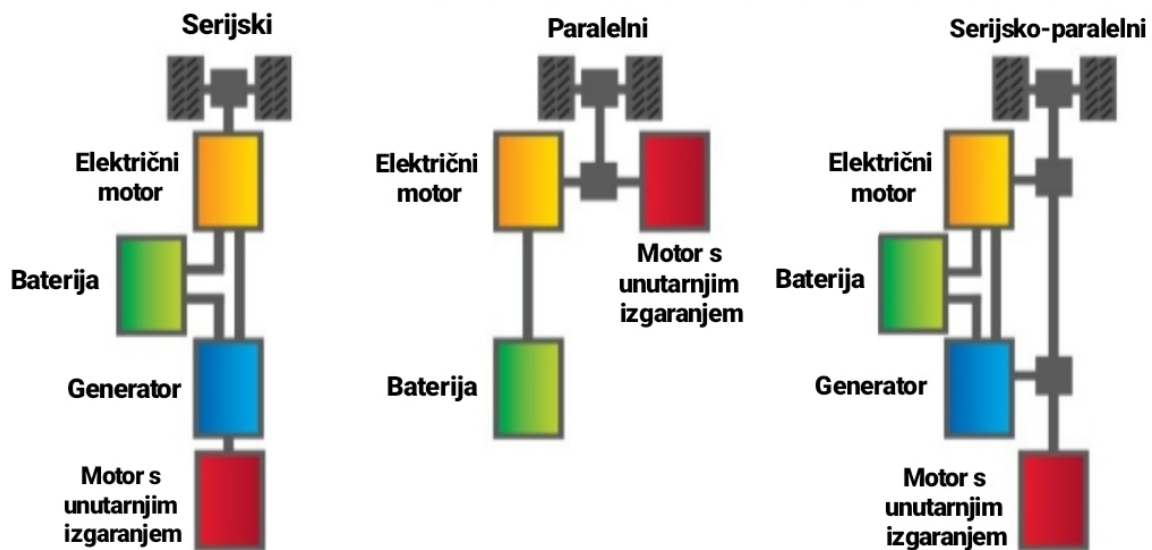 Serijski
Električni
motor
Baterija
Generator
Motor s
unutarnjim
izgaranjem
Paralelni
Električni
motor
Motor s
unutarnjim
izgaranjem
Baterija
Serijsko-paralelni
Električni
motor
Baterija
Generator
Motor s
unutarnjim
izgaranjem